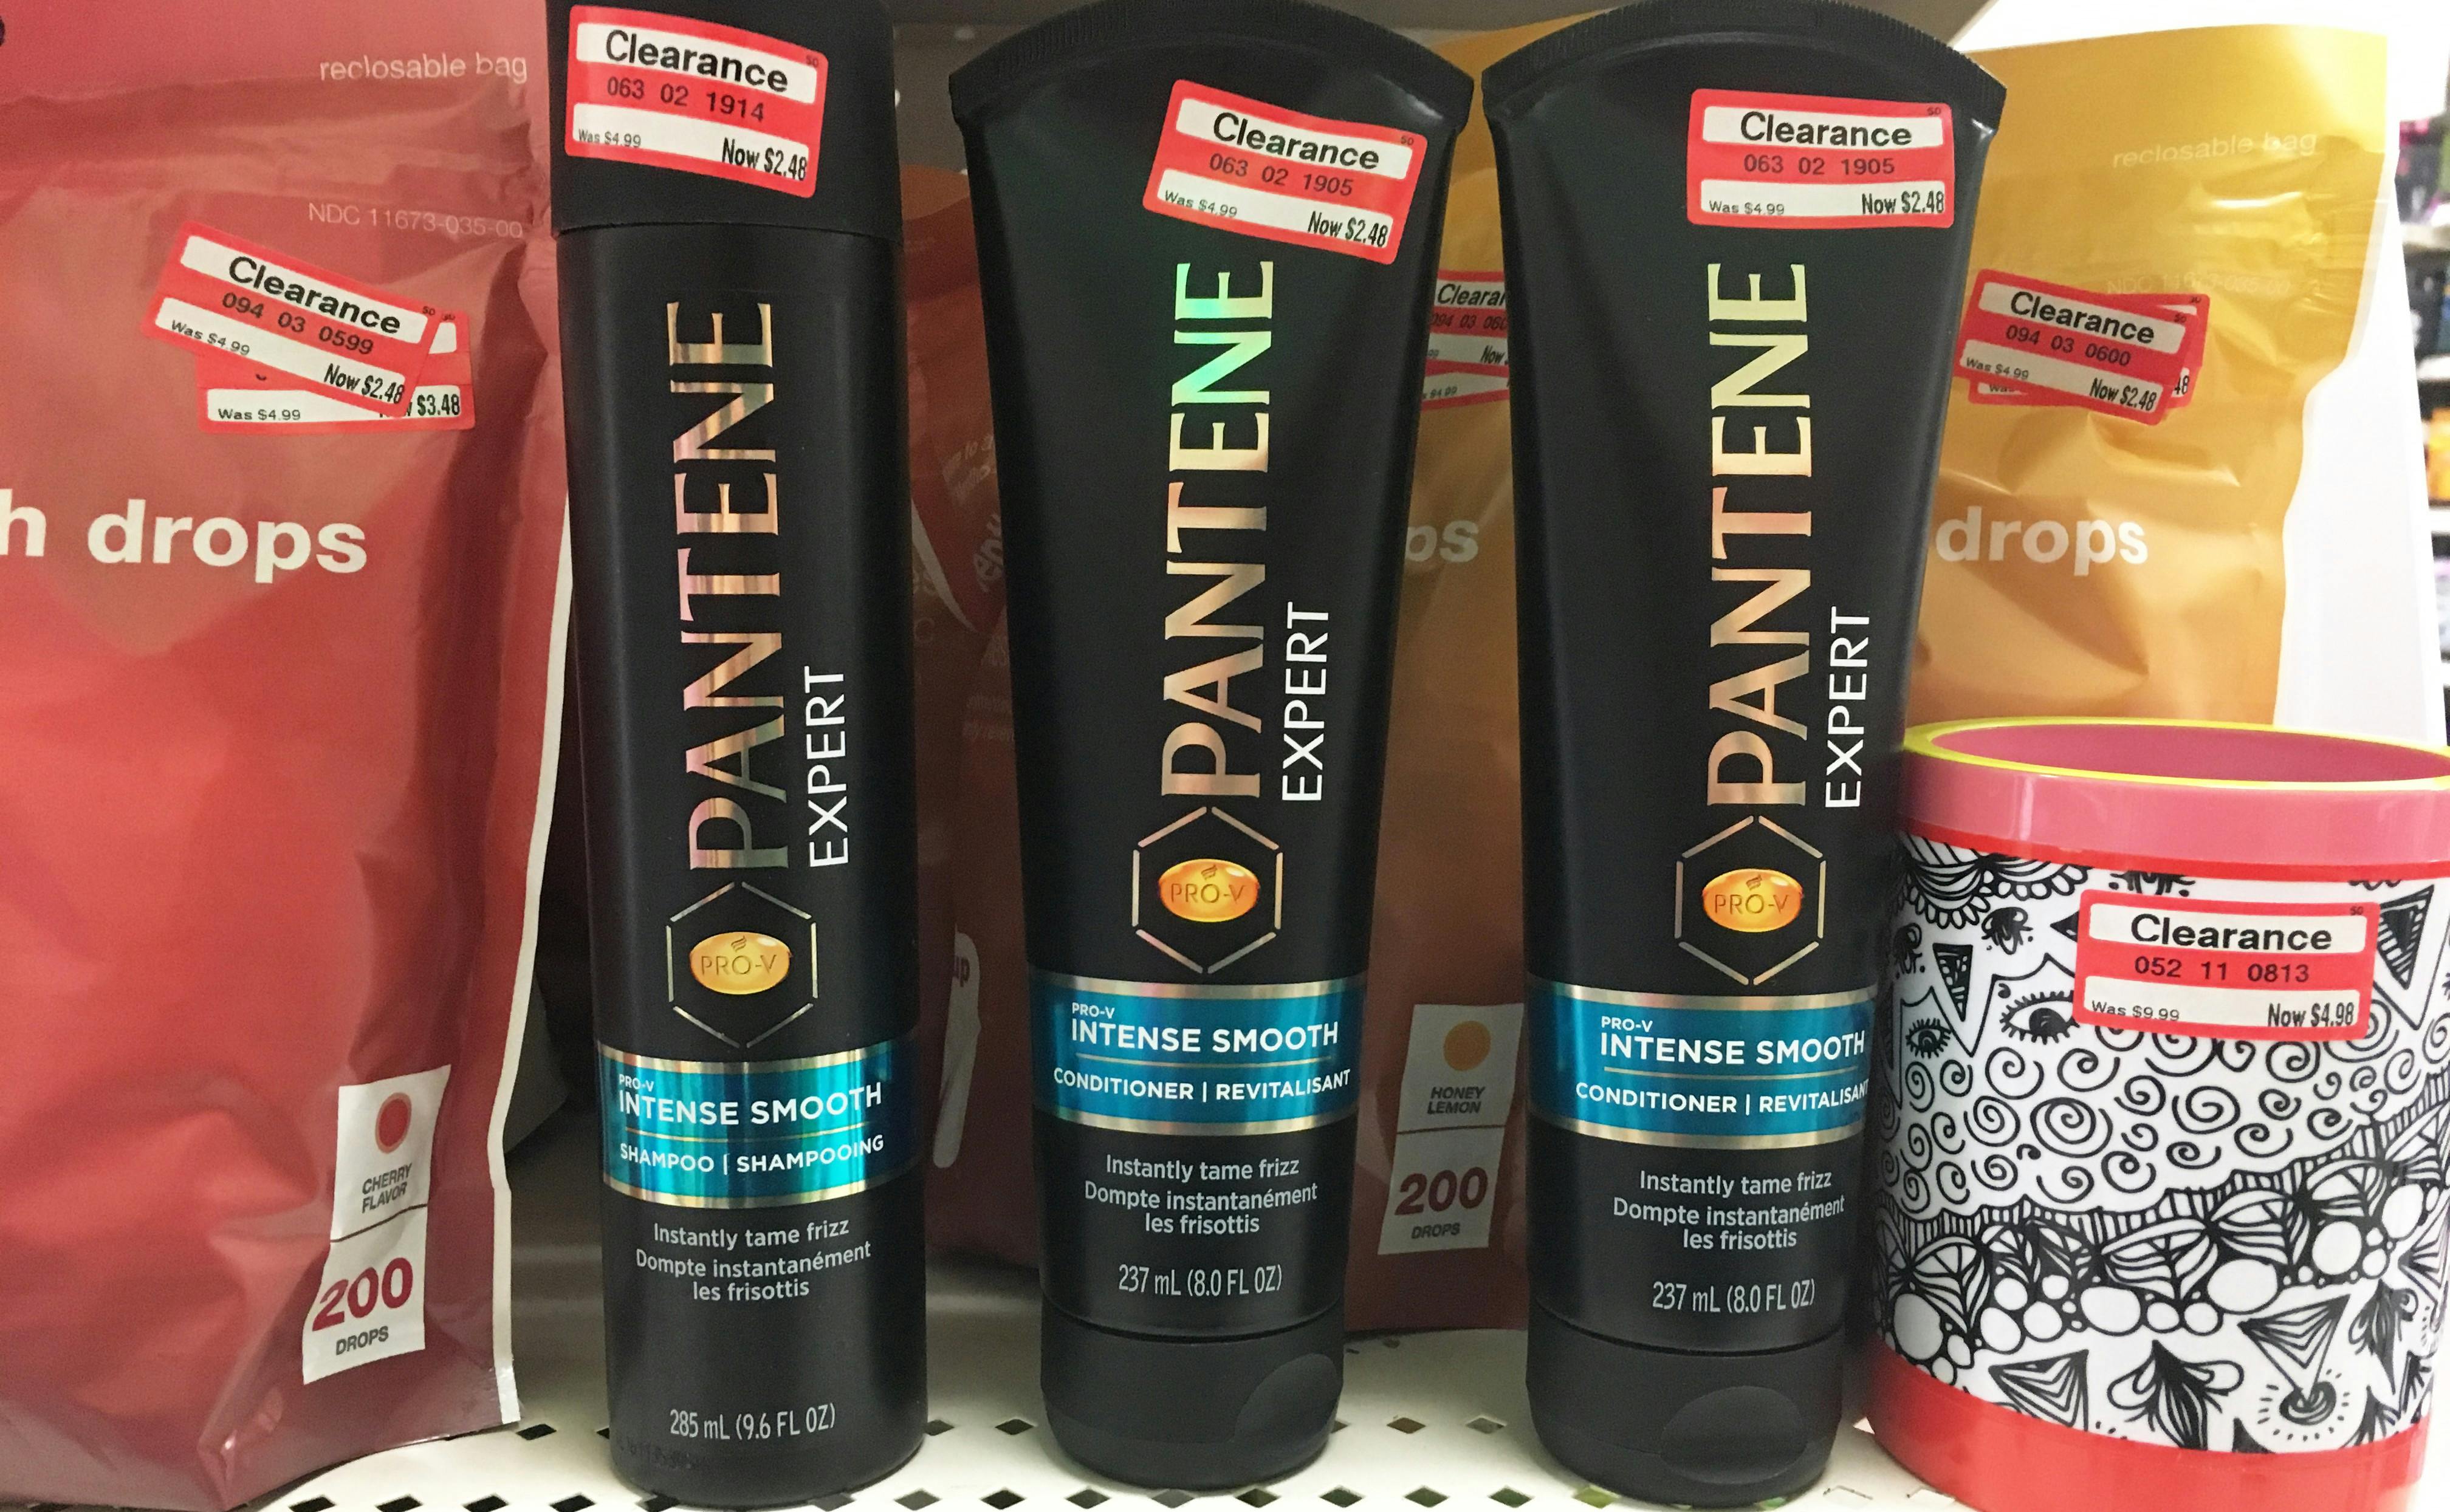 reclosable bag
NDC 11673-035-00
Clearance
094 03 0599
Was $4.99 Now $2.48
Was $4.99 $3.48
h drops
CHERRY
FLAVOR
200
DROPS
Clearance
063 02 1914
Was $4.99 Now $2.48
PANTENE
EXPERT
PRO-V
PRO-V
INTENSE SMOOTH
SHAMPOO | SHAMPOOING
Instantly tame frizz
Dompte instantanément
les frisottis
285 mL (9.6 FL OZ)
Clearance
063 02 1905
Was $4.99 Now $2.48
PANTENE
EXPERT
PRO-V
PRO-V
INTENSE SMOOTH
CONDITIONER | REVITALISANT
Instantly tame frizz
Dompte instantanément
les frisottis
237 mL (8.0 FL OZ)
Clearan
094 03 060
Now
ps
HONEY
LEMON
200
DROPS
Clearance
063 02 1905
Was $4.99 Now $2.48
PANTENE
EXPERT
PRO-V
PRO-V
INTENSE SMOOTH
CONDITIONER | REVITALISANT
Instantly tame frizz
Dompte instantanément
les frisottis
237 mL (8.0 FL OZ)
reclosable bag
Clearance
094 03 0600
Was $4.99 Now $2.48
drops
Clearance
052 11 0813
Was $9.99 Now $4.98